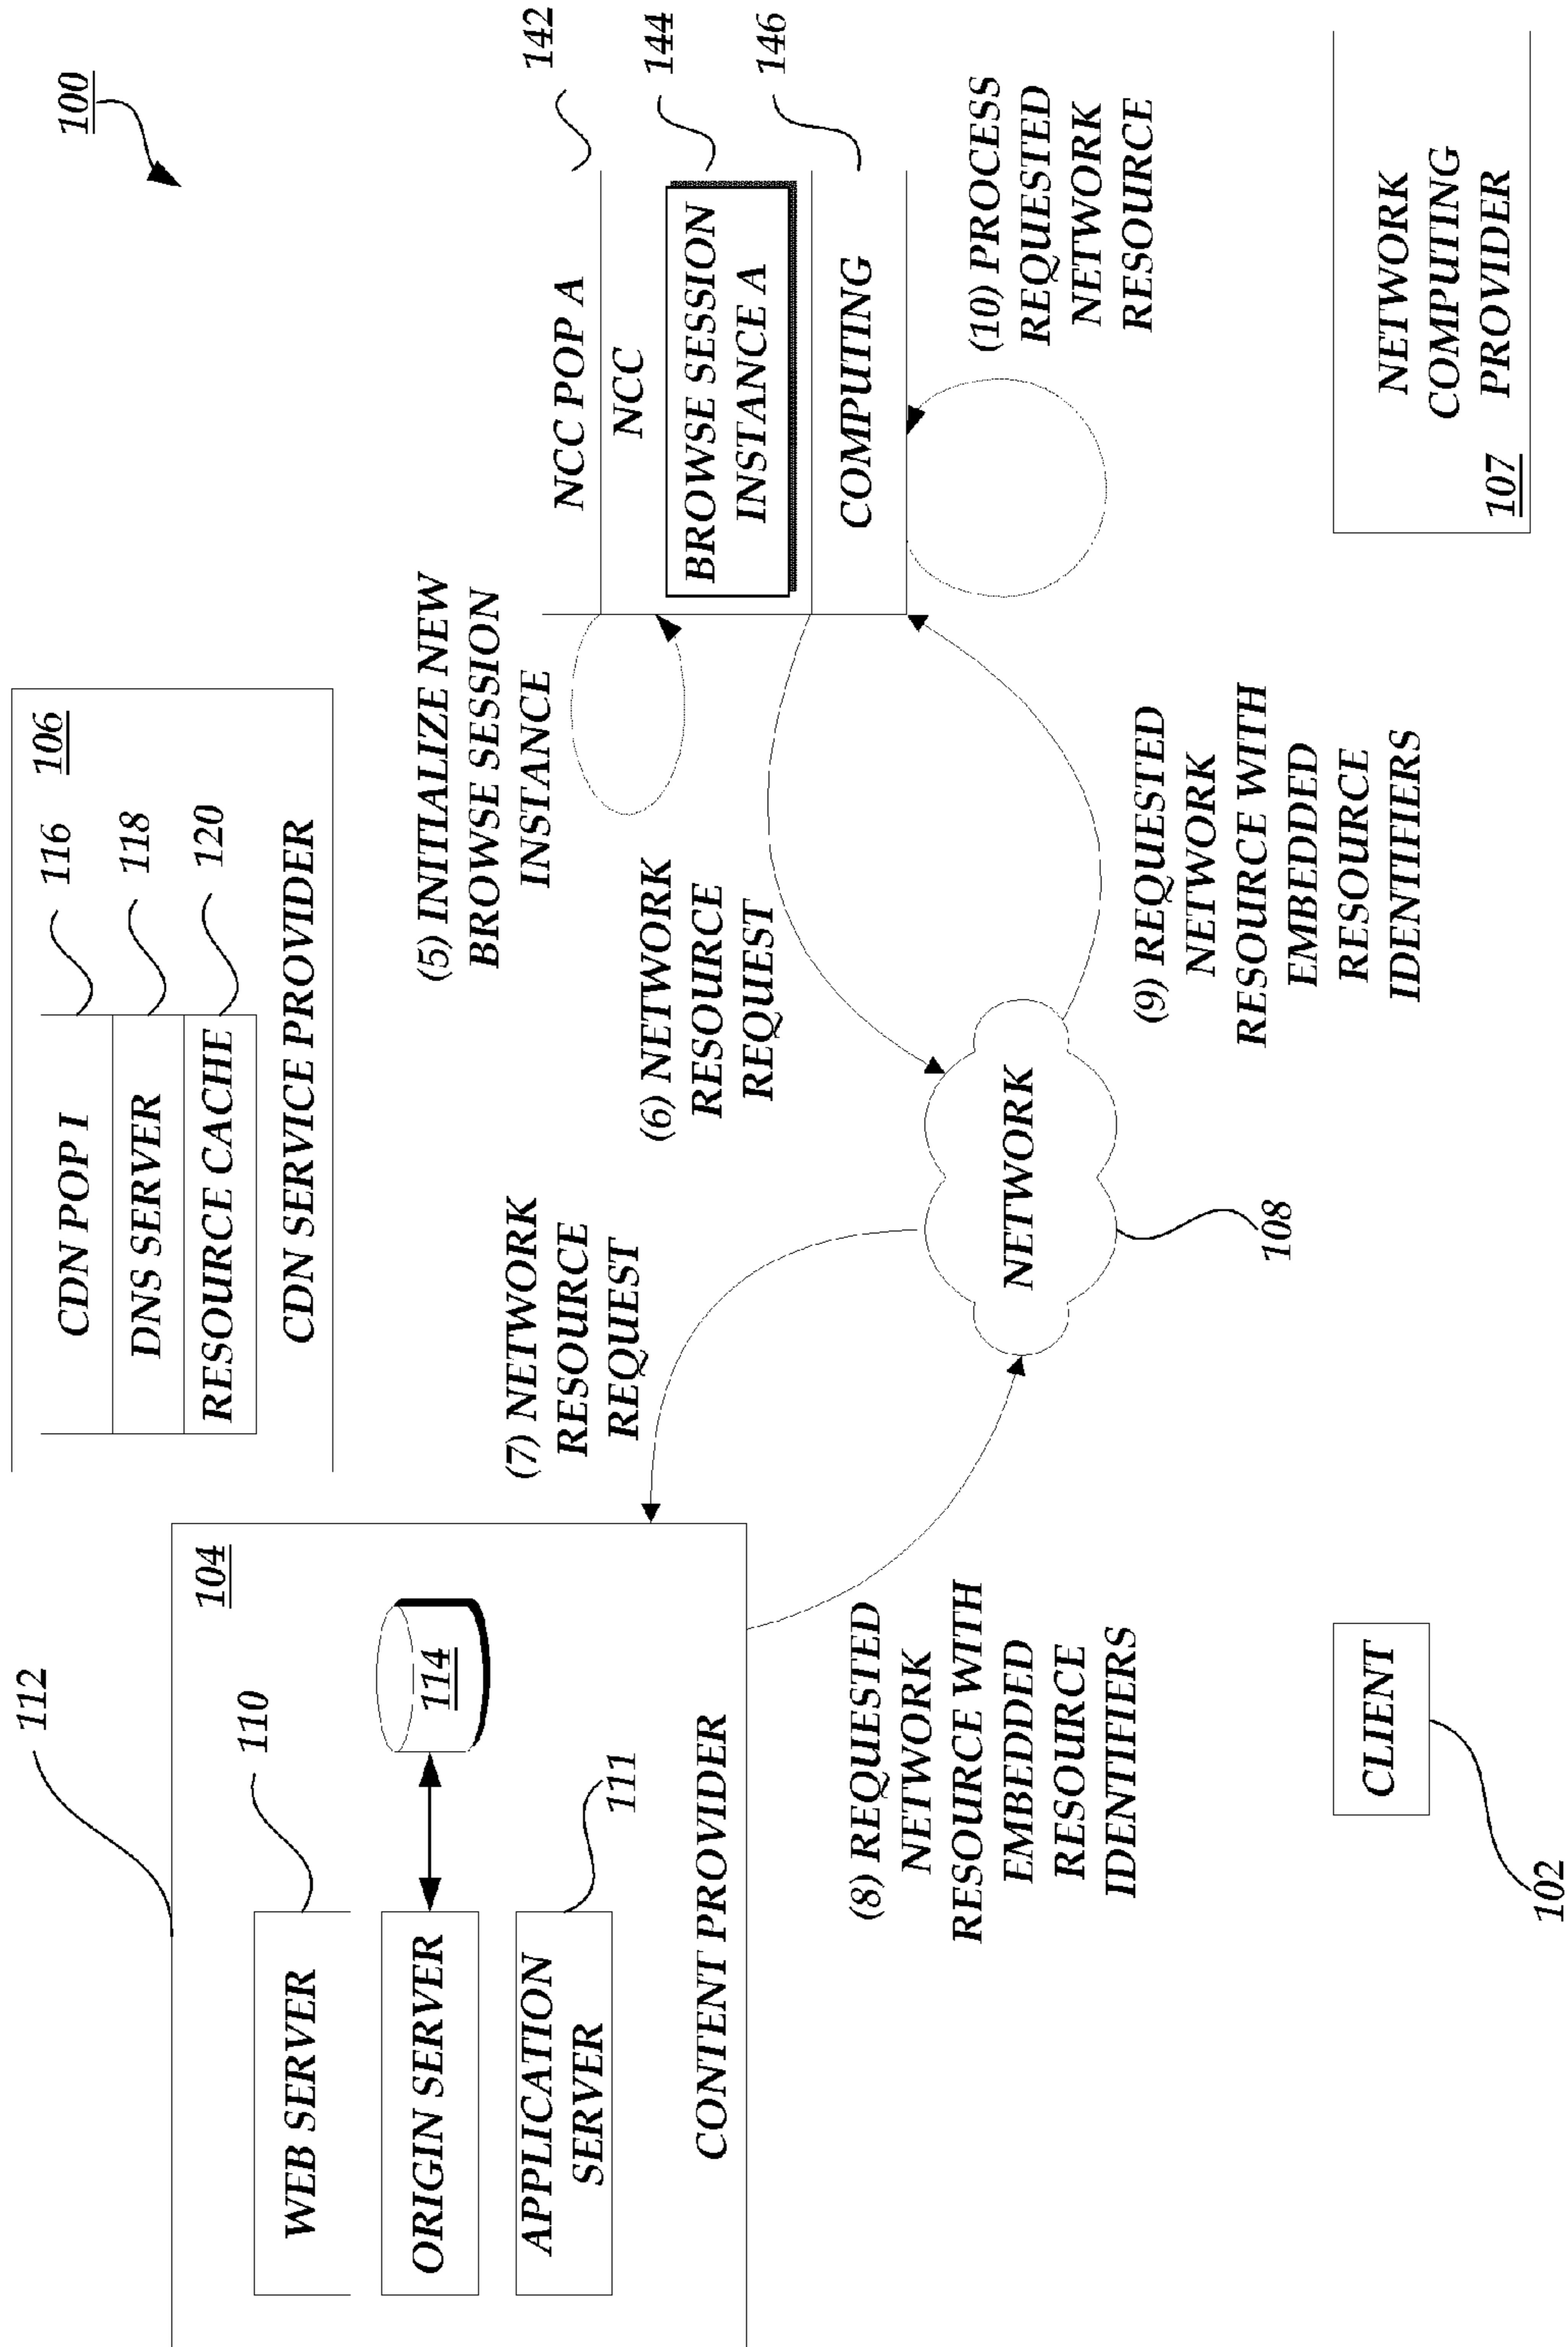 100
112
104
WEB SERVER
110
ORIGIN SERVER
114
APPLICATION
SERVER
111
CONTENT PROVIDER
106
CDN POP I
116
DNS SERVER
118
RESOURCE CACHE
120
CDN SERVICE PROVIDER
(5) INITIALIZE NEW
BROWSE SESSION
INSTANCE
NCC POP A
142
NCC
BROWSE SESSION
INSTANCE A
144
COMPUTING
146
(6) NETWORK
RESOURCE
REQUEST
(7) NETWORK
RESOURCE
REQUEST
(8) REQUESTED
NETWORK
RESOURCE WITH
EMBEDDED
RESOURCE
IDENTIFIERS
NETWORK
108
(9) REQUESTED
NETWORK
RESOURCE WITH
EMBEDDED
RESOURCE
IDENTIFIERS
(10) PROCESS
REQUESTED
NETWORK
RESOURCE
CLIENT
102
NETWORK
COMPUTING
PROVIDER
107